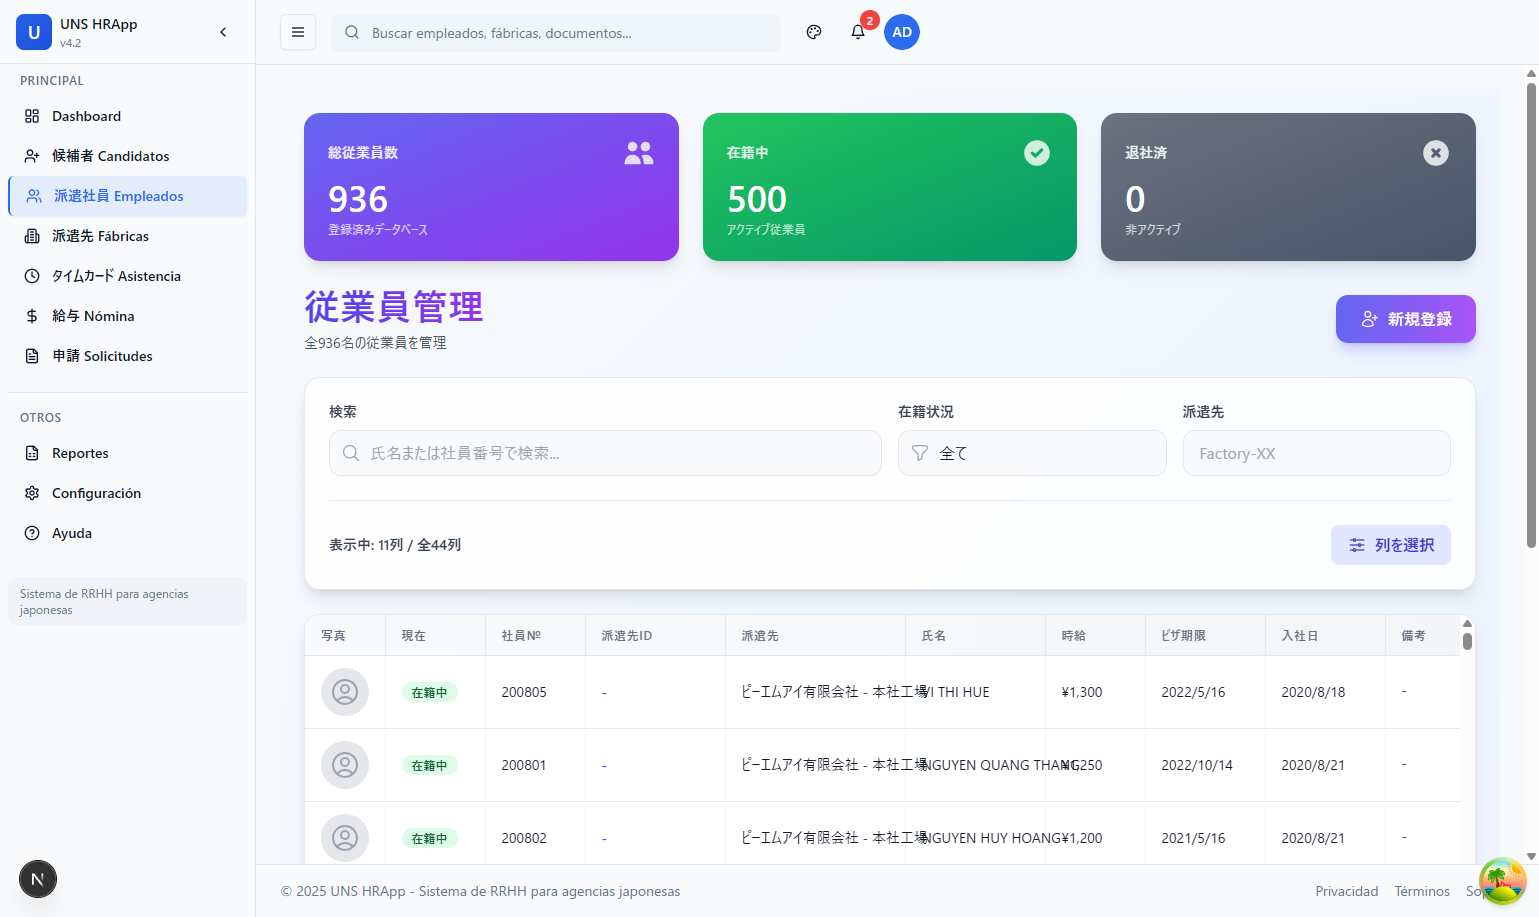 U
UNS HRApp
v4.2
PRINCIPAL
Dashboard
候補者 Candidatos
派遣社員 Empleados
派遣先 Fábricas
タイムカード Asistencia
給与 Nómina
申請 Solicitudes
OTROS
Reportes
Configuración
Ayuda
Sistema de RRHH para agencias
japonesas
N
Buscar empleados, fábricas, documentos...
2
AD
総従業員数
936
登録済みデータベース
在籍中
500
アクティブ従業員
退社済
0
非アクティブ
従業員管理
全936名の従業員を管理
新規登録
検索
氏名または社員番号で検索...
在籍状況
全て
派遣先
Factory-XX
表示中: 11列 / 全44列
列を選択
写真 現在 社員№ 派遣先ID 派遣先 氏名 時給 ビザ期限 入社日 備考
在籍中 200805 - ピーエムアイ有限会社 - 本社工場 VI THI HUE ¥1,300 2022/5/16 2020/8/18 -
在籍中 200801 - ピーエムアイ有限会社 - 本社工場 NGUYEN QUANG THANG ¥1,250 2022/10/14 2020/8/21 -
在籍中 200802 - ピーエムアイ有限会社 - 本社工場 NGUYEN HUY HOANG ¥1,200 2021/5/16 2020/8/21 -
© 2025 UNS HRApp - Sistema de RRHH para agencias japonesas
Privacidad Términos